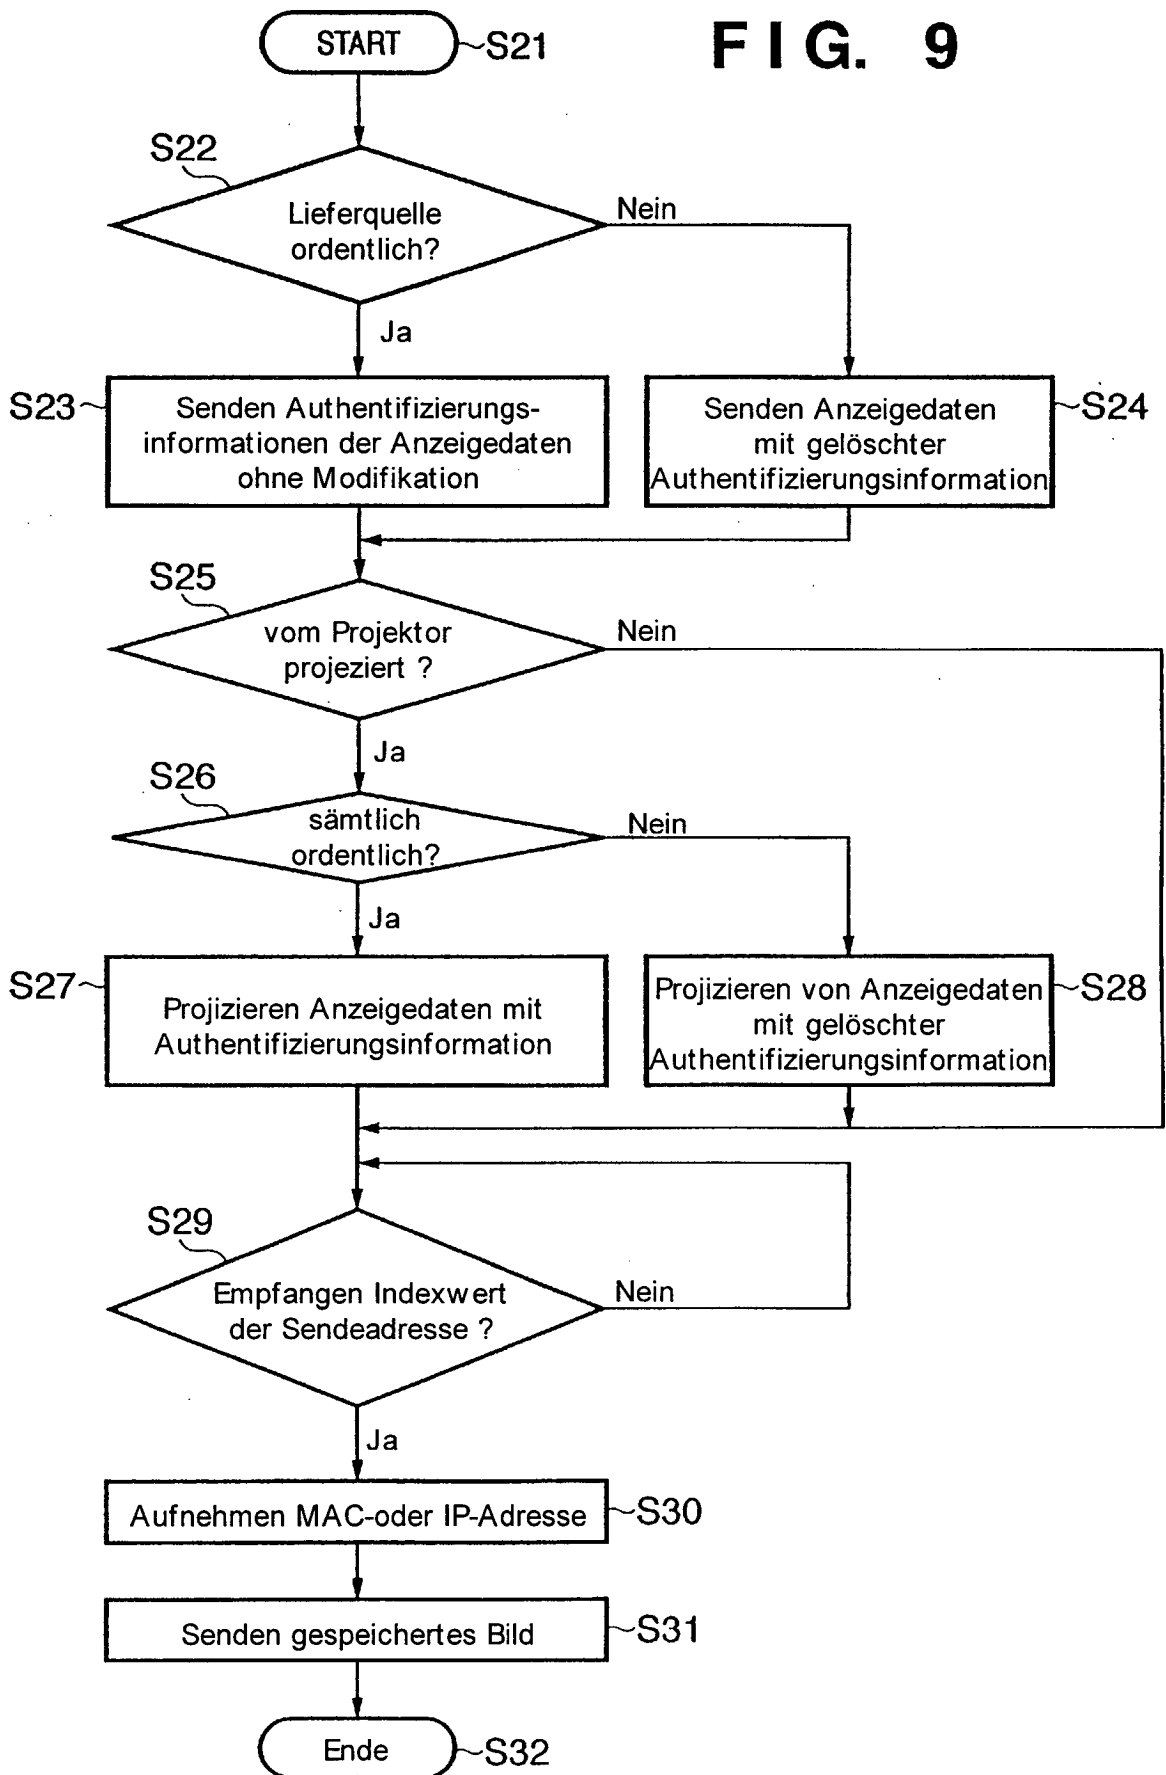 START
S21
FIG. 9
S22
Lieferquelle
ordentlich?
Nein
Ja
S23
Senden Authentifizierungs-
informationen der Anzeigedaten
ohne Modifikation
Senden Anzeigedaten
mit gelöschter
Authentifizierungsinformation
S24
S25
vom Projektor
projeziert ?
Nein
Ja
S26
sämtlich
ordentlich?
Nein
Ja
S27
Projizieren Anzeigedaten mit
Authentifizierungsinformation
Projizieren von Anzeigedaten
mit gelöschter
Authentifizierungsinformation
S28
S29
Empfangen Indexwert
der Sendeadresse ?
Nein
Ja
Aufnehmen MAC-oder IP-Adresse
S30
Senden gespeichertes Bild
S31
Ende
S32